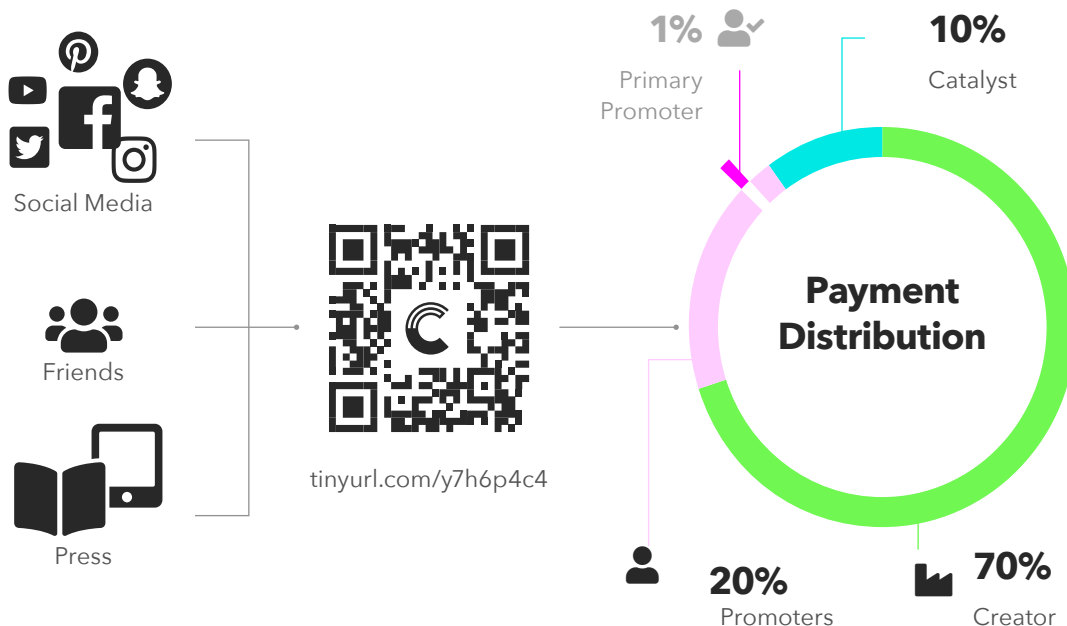 1%
Primary
Promoter
10%
Catalyst
Social Media
Friends
Press
tinyurl.com/y7h6p4c4
Payment
Distribution
20%
Promoters
70%
Creator